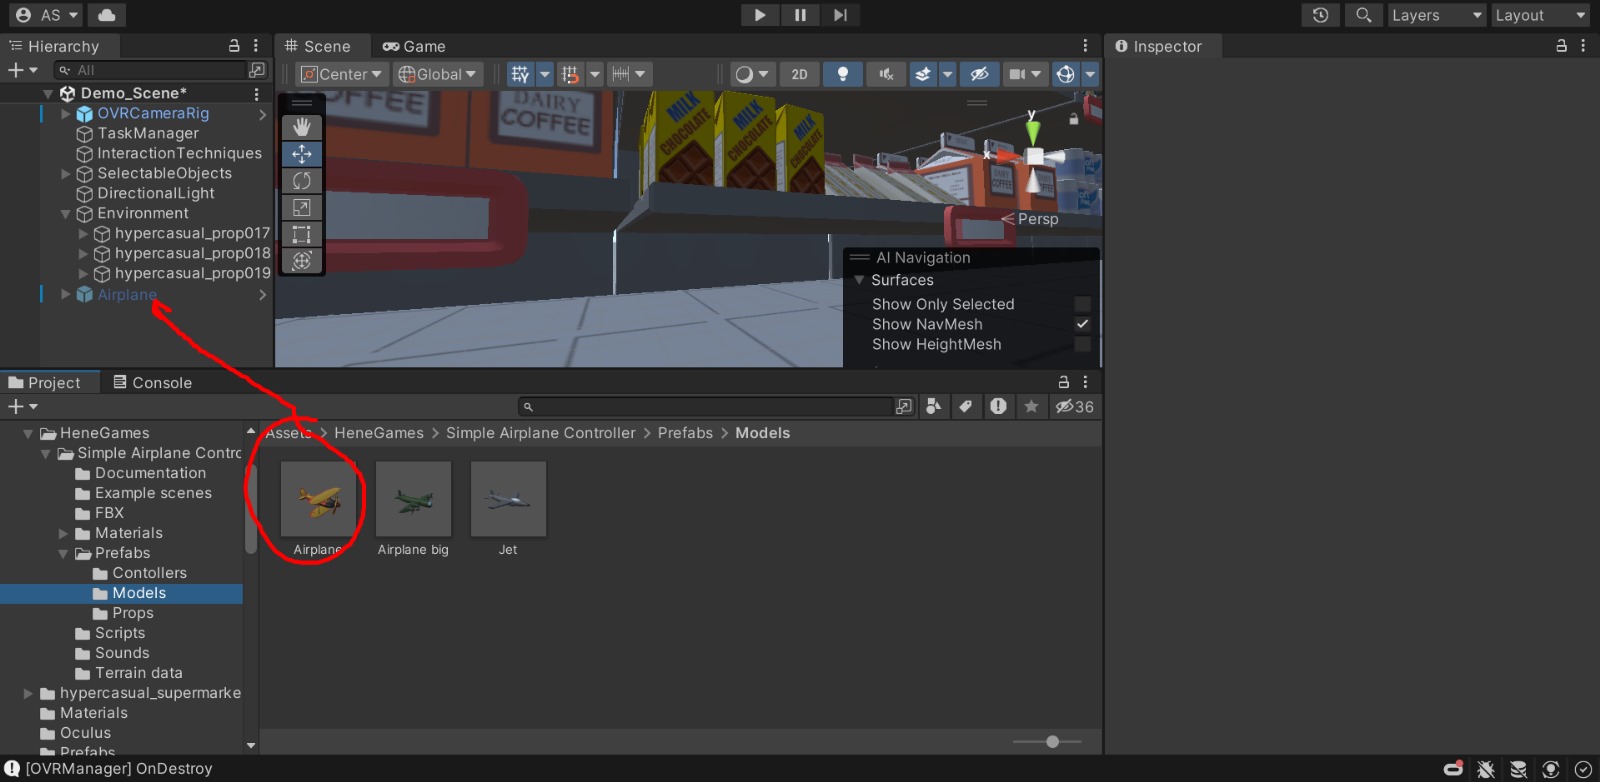 AS
Layers
Layout
Hierarchy
Scene
Game
Inspector
All
Center
Global
2D
Demo_Scene*
OVRCameraRig
TaskManager
InteractionTechniques
SelectableObjects
DirectionalLight
Environment
hypercasual_prop017
hypercasual_prop018
hypercasual_prop019
Airplane
COFFEE
DAIRY
COFFEE
MILK
CHOCOLATE
MILK
CHOCOLATE
MILK
CHOCOLATE
DAIRY
COFFEE
y
x
Persp
AI Navigation
Surfaces
Show Only Selected
Show NavMesh
Show HeightMesh
Project
Console
36
HeneGames
Simple Airplane Contro
Documentation
Example scenes
FBX
Materials
Prefabs
Contollers
Models
Props
Scripts
Sounds
Terrain data
hypercasual_supermarke
Materials
Oculus
Prefabs
Assets > HeneGames > Simple Airplane Controller > Prefabs > Models
Airplane
Airplane big
Jet
[OVRManager] OnDestroy